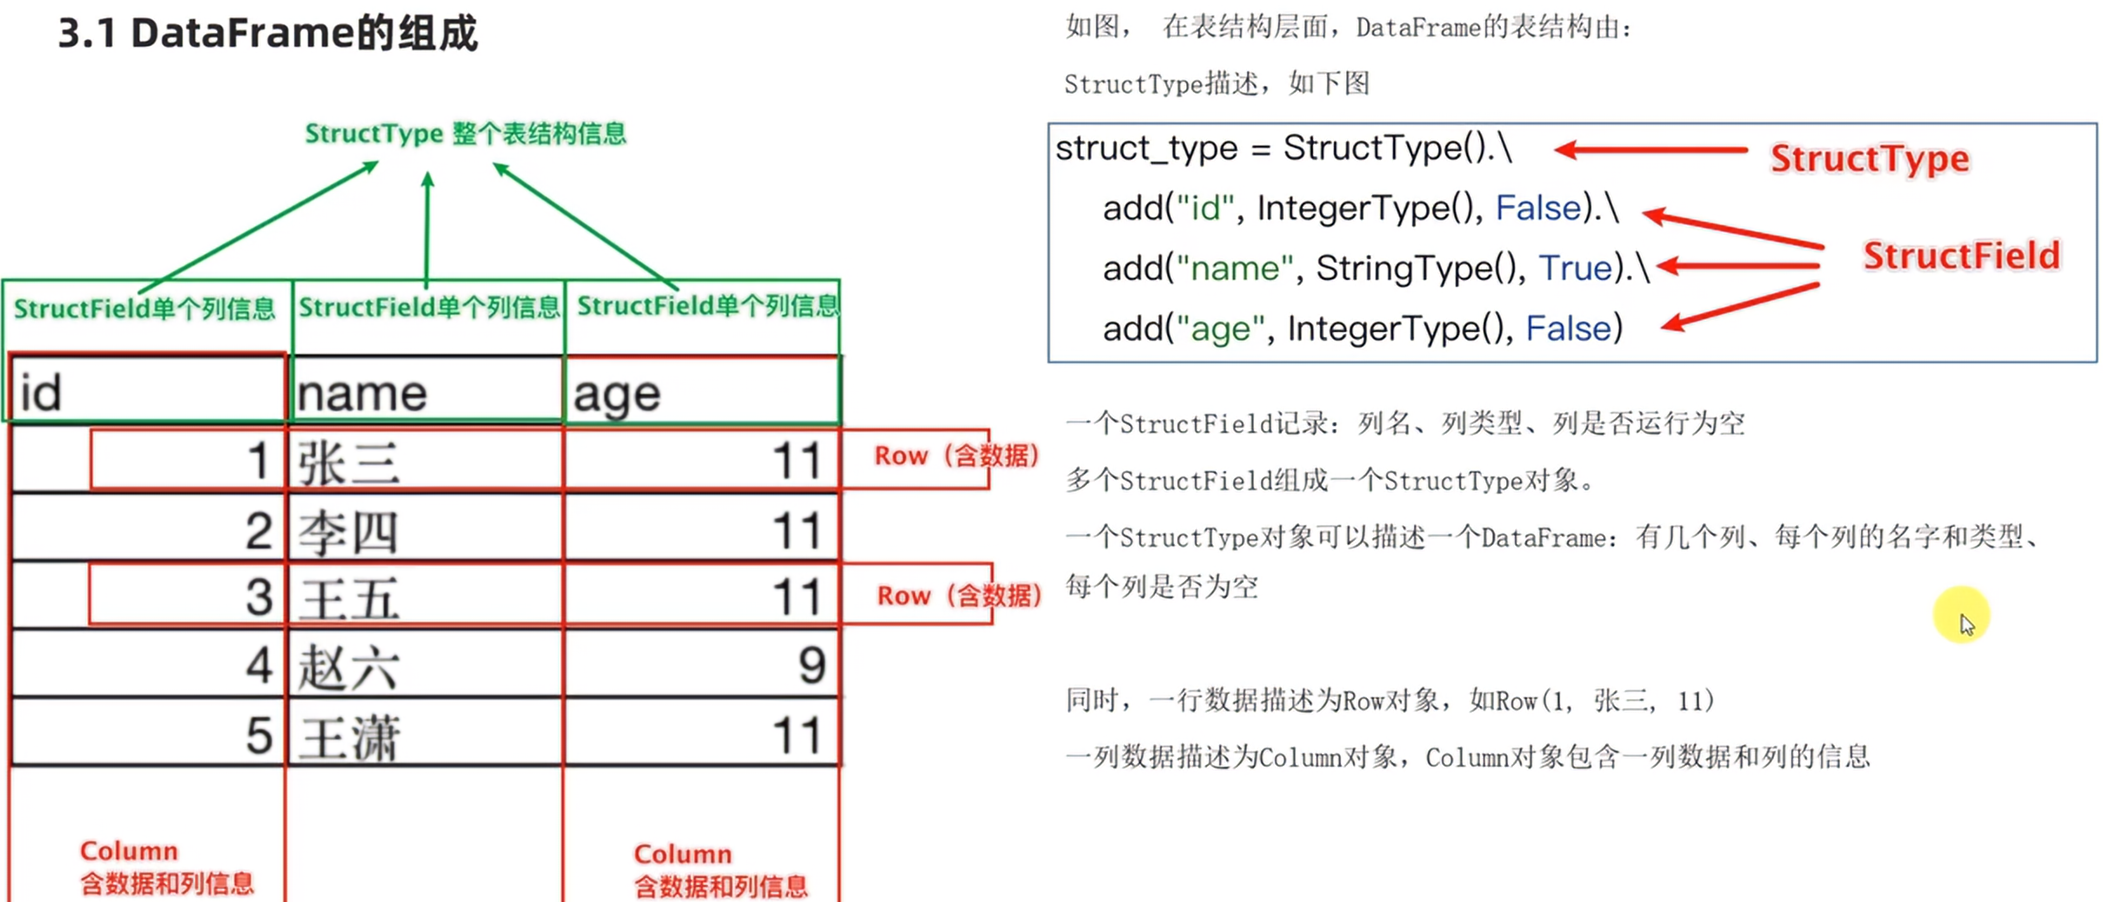 3.1 DataFrame的组成
StructType 整个表结构信息
StructField单个列信息 StructField单个列信息 StructField单个列信息
id name age
1 张三 11 Row（含数据）
2 李四 11
3 王五 11 Row（含数据）
4 赵六 9
5 王潇 11
Column Column
含数据和列信息 含数据和列信息
如图， 在表结构层面，DataFrame的表结构由：
StructType描述，如下图
struct_type = StructType().\ StructType
add("id", IntegerType(), False).\
add("name", StringType(), True).\ StructField
add("age", IntegerType(), False)
一个StructField记录：列名、列类型、列是否运行为空
多个StructField组成一个StructType对象。
一个StructType对象可以描述一个DataFrame：有几个列、每个列的名字和类型、
每个列是否为空
同时，一行数据描述为Row对象，如Row(1, 张三, 11)
一列数据描述为Column对象，Column对象包含一列数据和列的信息